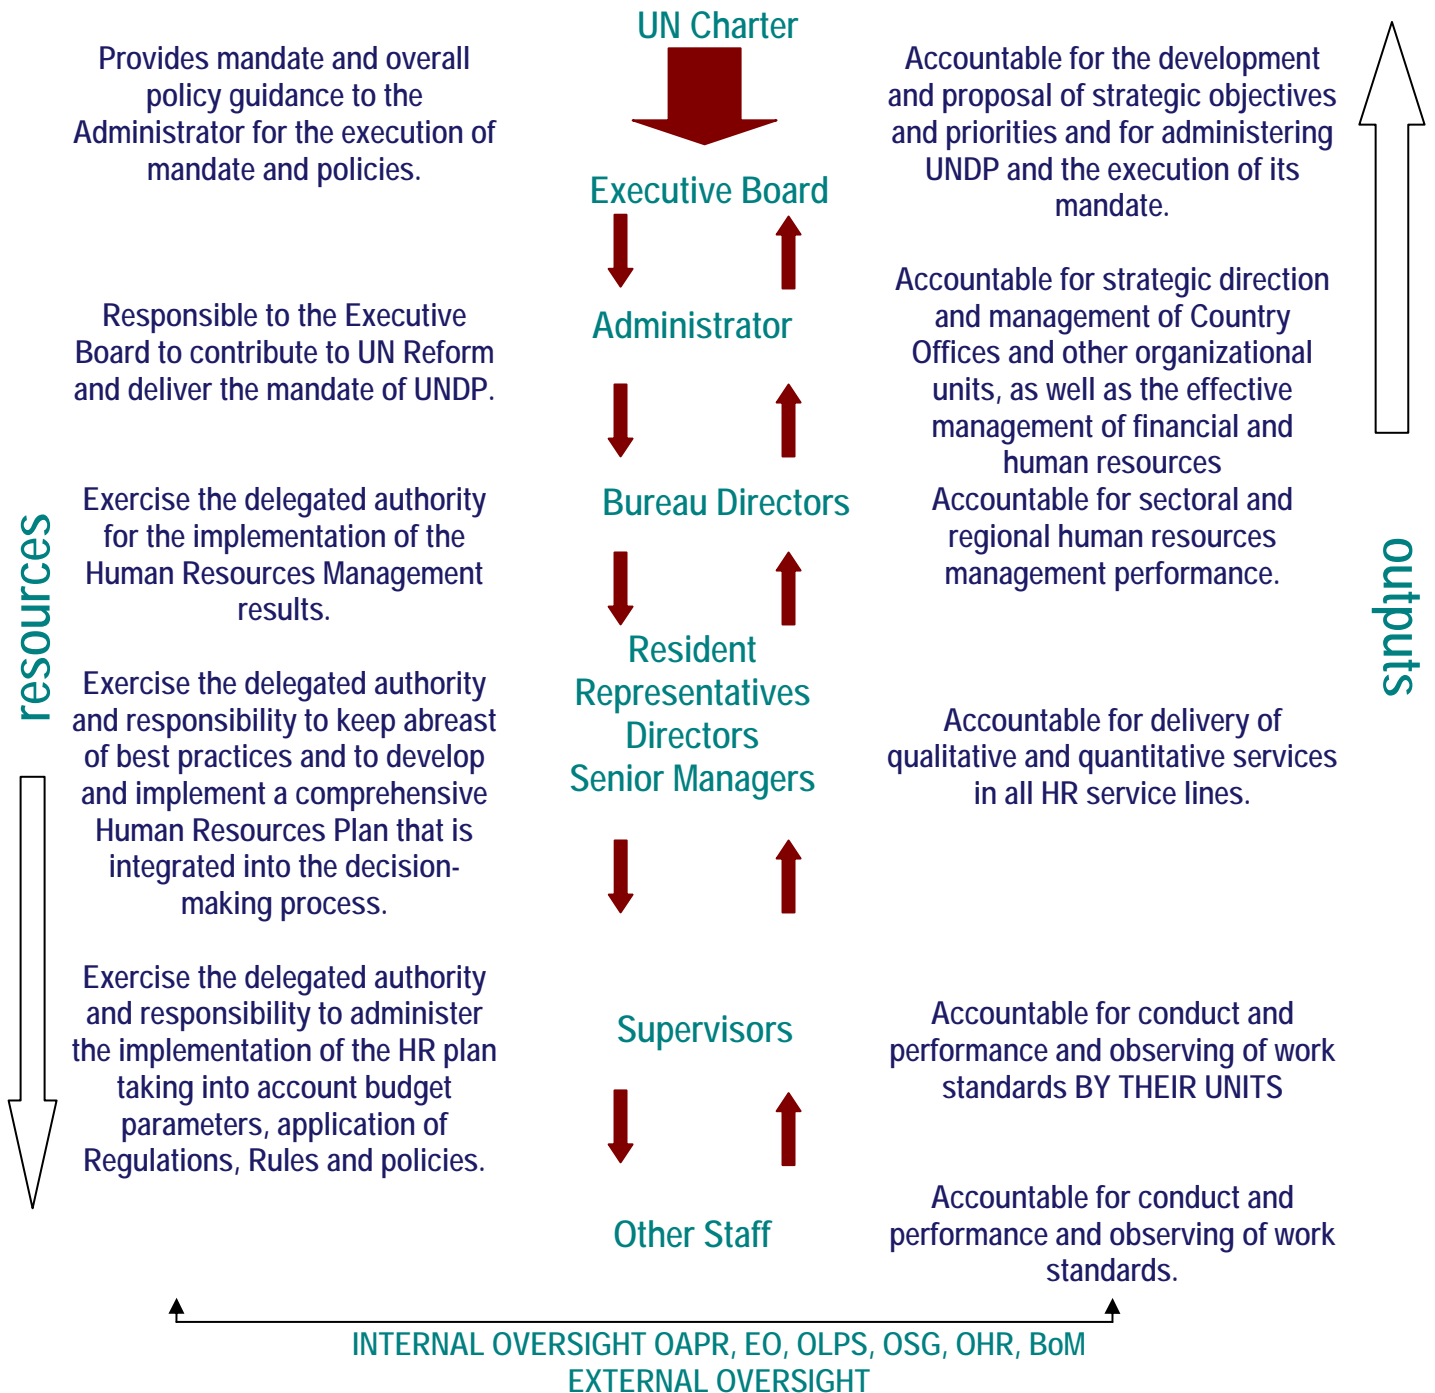 UN Charter
Provides mandate and overall
policy guidance to the
Administrator for the execution of
mandate and policies.
Accountable for the development
and proposal of strategic objectives
and priorities and for administering
UNDP and the execution of its
mandate.
Executive Board
Responsible to the Executive
Board to contribute to UN Reform
and deliver the mandate of UNDP.
Administrator
Accountable for strategic direction
and management of Country
Offices and other organizational
units, as well as the effective
management of financial and
human resources
resources
Exercise the delegated authority
for the implementation of the
Human Resources Management
results.
Bureau Directors
Accountable for sectoral and
regional human resources
management performance.
outputs
Exercise the delegated authority
and responsibility to keep abreast
of best practices and to develop
and implement a comprehensive
Human Resources Plan that is
integrated into the decision-
making process.
Resident
Representatives
Directors
Senior Managers
Accountable for delivery of
qualitative and quantitative services
in all HR service lines.
Exercise the delegated authority
and responsibility to administer
the implementation of the HR plan
taking into account budget
parameters, application of
Regulations, Rules and policies.
Supervisors
Accountable for conduct and
performance and observing of work
standards BY THEIR UNITS
Other Staff
Accountable for conduct and
performance and observing of work
standards.
INTERNAL OVERSIGHT OAPR, EO, OLPS, OSG, OHR, BoM
EXTERNAL OVERSIGHT